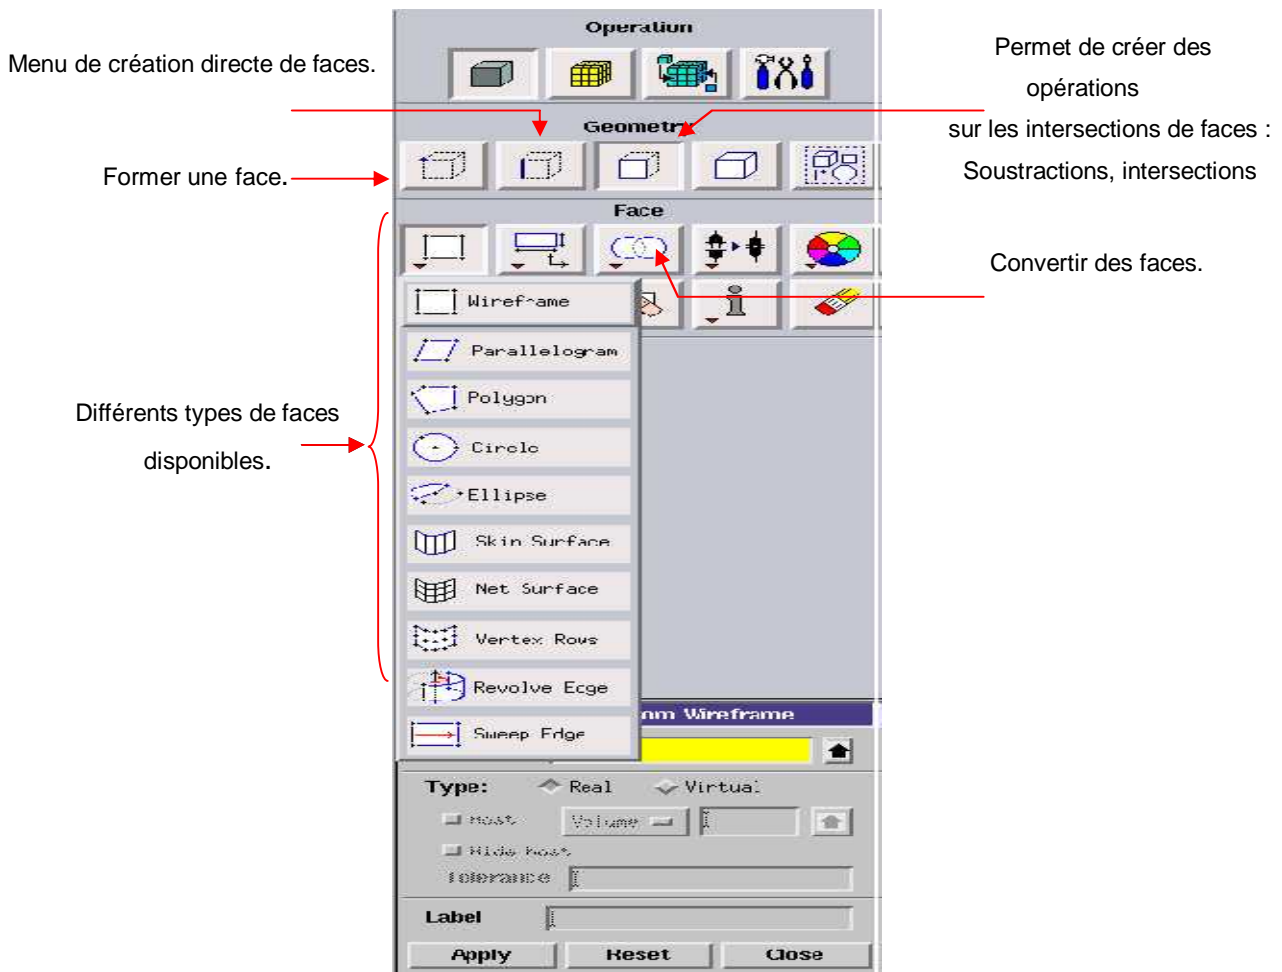 Operation
Menu de création directe de faces.
Permet de créer des
opérations
sur les intersections de faces :
Soustractions, intersections
Geometry
Former une face.
Face
Convertir des faces.
Wireframe
Parallelogram
Polygon
Différents types de faces
disponibles.
Circle
Ellipse
Skin Surface
Net Surface
Vertex Rows
Revolve Edge
Sweep Edge
Wireframe
Type:
Real
Virtual
Host
Volume
Hide host
Tolerance
Label
Apply
Reset
Close